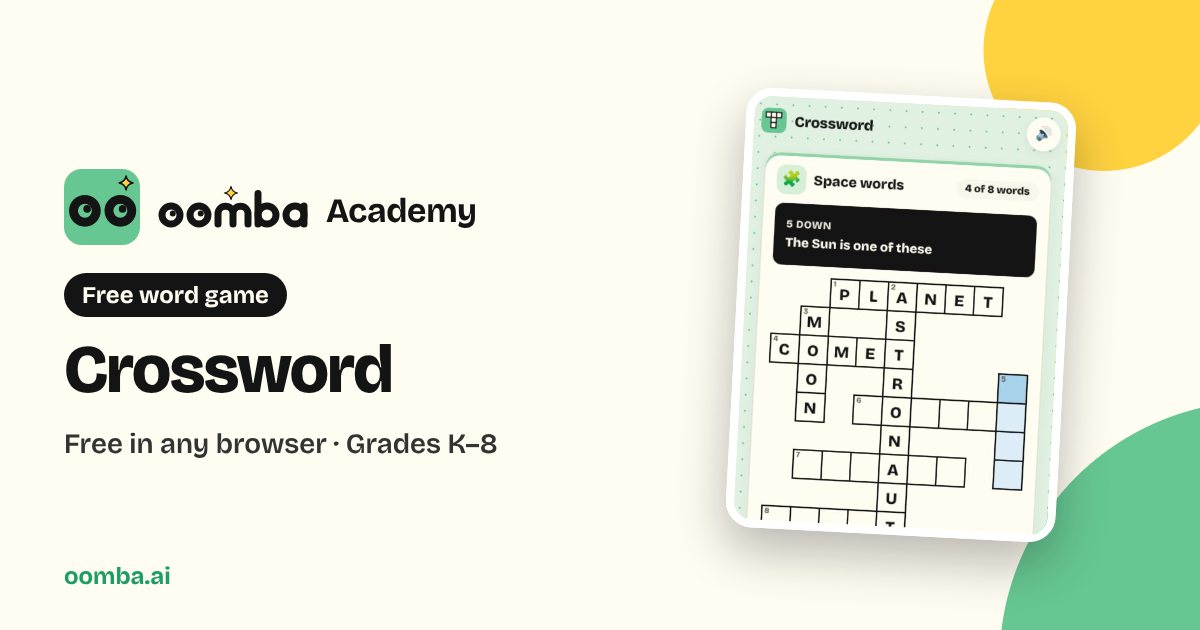 oomba Academy
Free word game
Crossword
Free in any browser · Grades K–8
oomba.ai
Crossword
Space words
4 of 8 words
5 DOWN
The Sun is one of these
1 2
P L A N E T
3
M S
4
C O M E T
O R 5
N 6 O
N
7
A
U
8
T